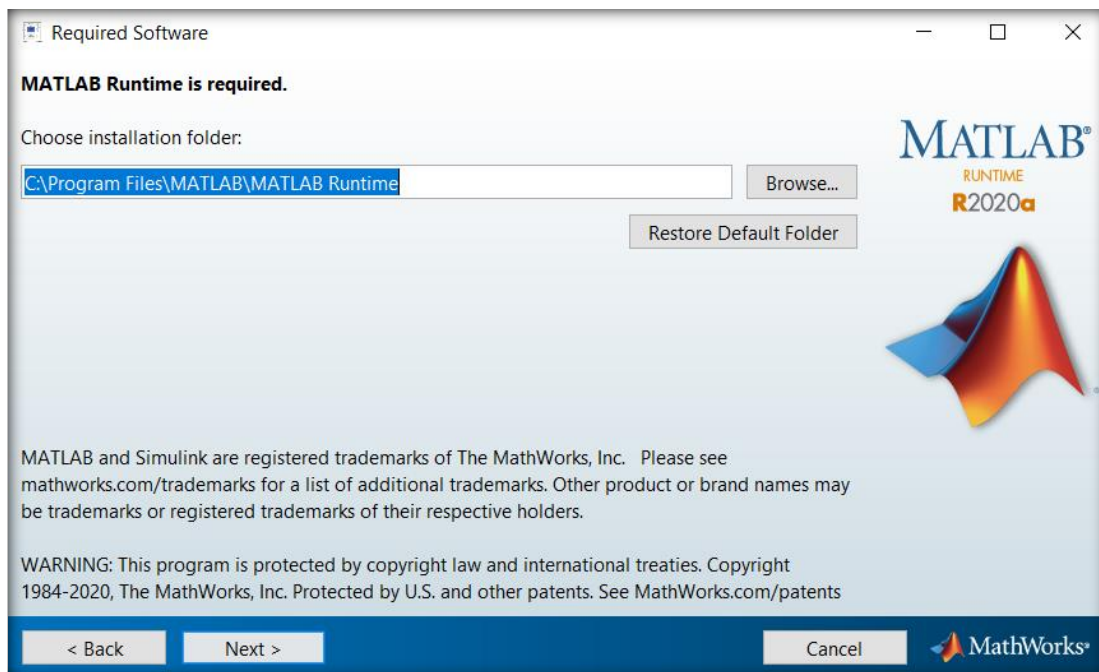 Required Software
MATLAB Runtime is required.
Choose installation folder:
C:\Program Files\MATLAB\MATLAB Runtime
Browse...
Restore Default Folder
MATLAB®
RUNTIME
R2020a
MATLAB and Simulink are registered trademarks of The MathWorks, Inc. Please see
mathworks.com/trademarks for a list of additional trademarks. Other product or brand names may
be trademarks or registered trademarks of their respective holders.
WARNING: This program is protected by copyright law and international treaties. Copyright
1984-2020, The MathWorks, Inc. Protected by U.S. and other patents. See MathWorks.com/patents
< Back
Next >
Cancel
MathWorks®